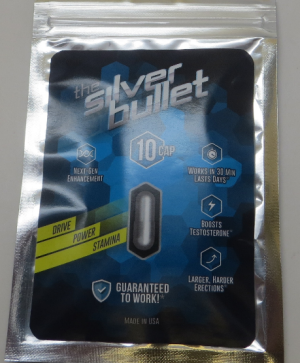 the
silver
bullet
10 CAP
NEXT-GEN
ENHANCEMENT
WORKS IN 30 MIN
LASTS DAYS
DRIVE
POWER
STAMINA
BOOSTS
TESTOSTERONE*
LARGER, HARDER
ERECTIONS*
GUARANTEED
TO WORK!*
MADE IN USA